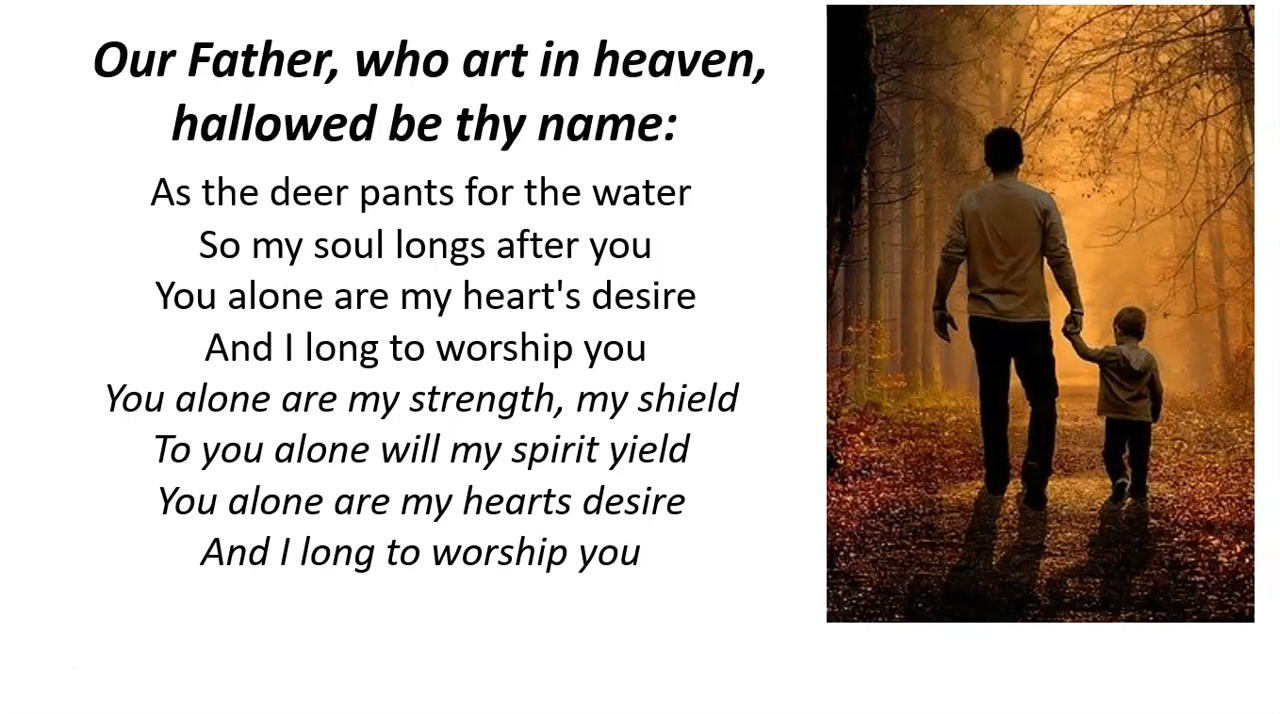 Our Father, who art in heaven,
hallowed be thy name:
As the deer pants for the water
So my soul longs after you
You alone are my heart's desire
And I long to worship you
You alone are my strength, my shield
To you alone will my spirit yield
You alone are my hearts desire
And I long to worship you